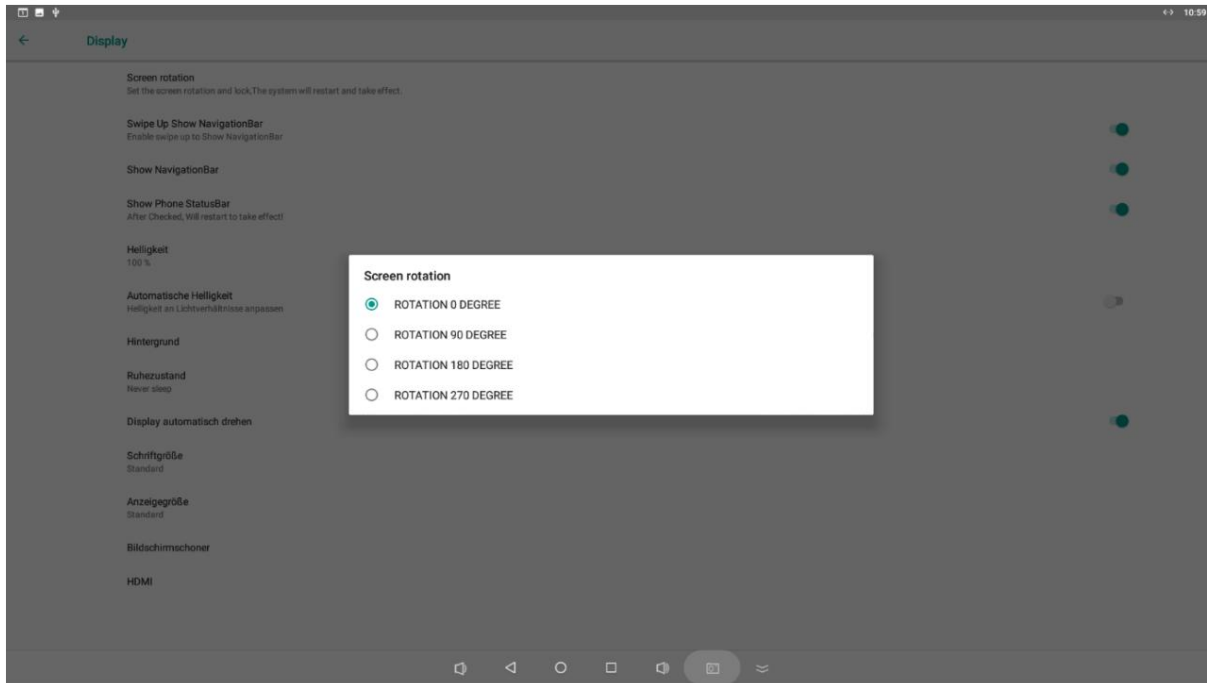 10:59
Display
Screen rotation
Set the screen rotation and lock,The system will restart and take effect.
Swipe Up Show NavigationBar
Enable swipe up to Show NavigationBar
Show NavigationBar
Show Phone StatusBar
After Checked, Will restart to take effect!
Helligkeit
100 %
Automatische Helligkeit
Helligkeit an Lichtverhältnisse anpassen
Hintergrund
Ruhezustand
Never sleep
Display automatisch drehen
Schriftgröße
Standard
Anzeigegröße
Standard
Bildschirmschoner
HDMI
Screen rotation
ROTATION 0 DEGREE
ROTATION 90 DEGREE
ROTATION 180 DEGREE
ROTATION 270 DEGREE